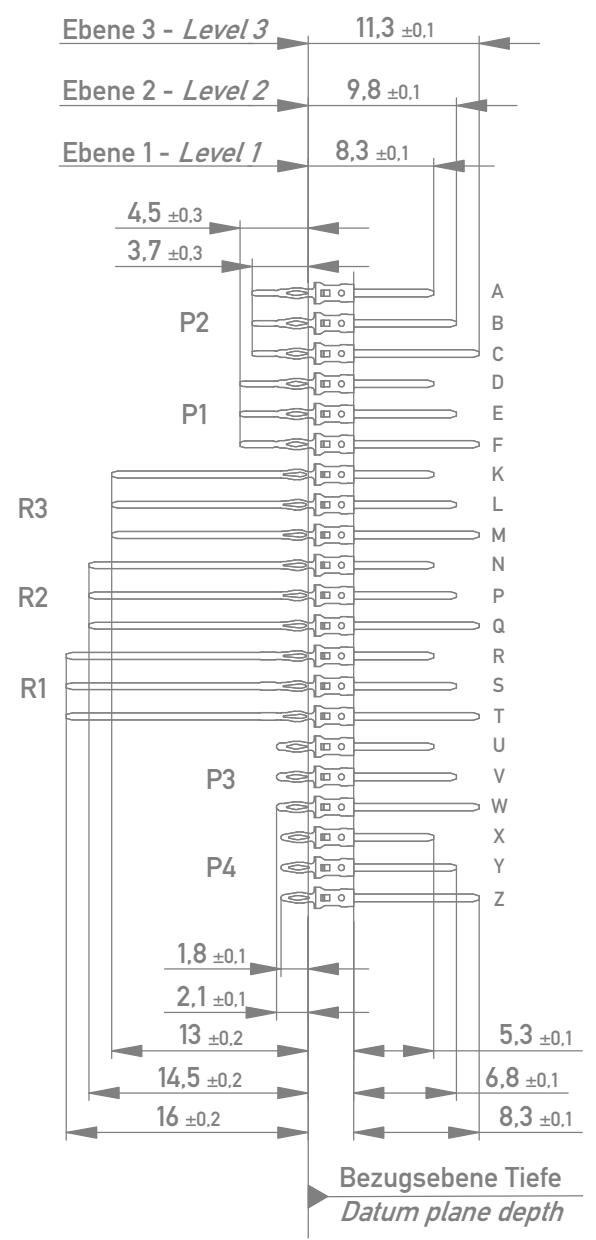 Ebene 3 - Level 3 11,3 ±0,1
Ebene 2 - Level 2 9,8 ±0,1
Ebene 1 - Level 1 8,3 ±0,1
4,5 ±0,3
3,7 ±0,3
A
P2 B
C
D
P1 E
F
K
R3 L
M
N
R2 P
Q
R
R1 S
T
U
P3 V
W
X
P4 Y
Z
1,8 ±0,1
2,1 ±0,1
13 ±0,2 5,3 ±0,1
14,5 ±0,2 6,8 ±0,1
16 ±0,2 8,3 ±0,1
Bezugsebene Tiefe
Datum plane depth